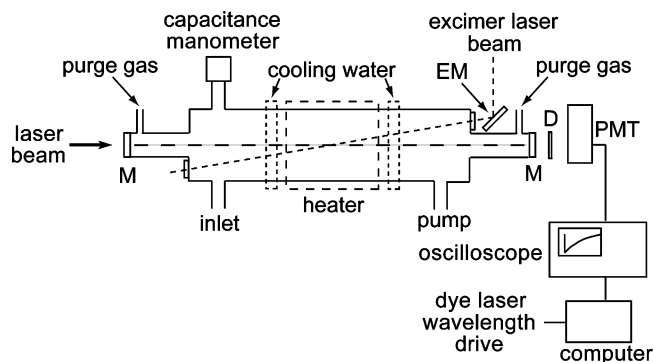 capacitance
manometer
excimer laser
beam
purge gas
cooling water
EM
purge gas
laser
beam
M
D
PMT
M
inlet
heater
pump
oscilloscope
dye laser
wavelength
drive
computer